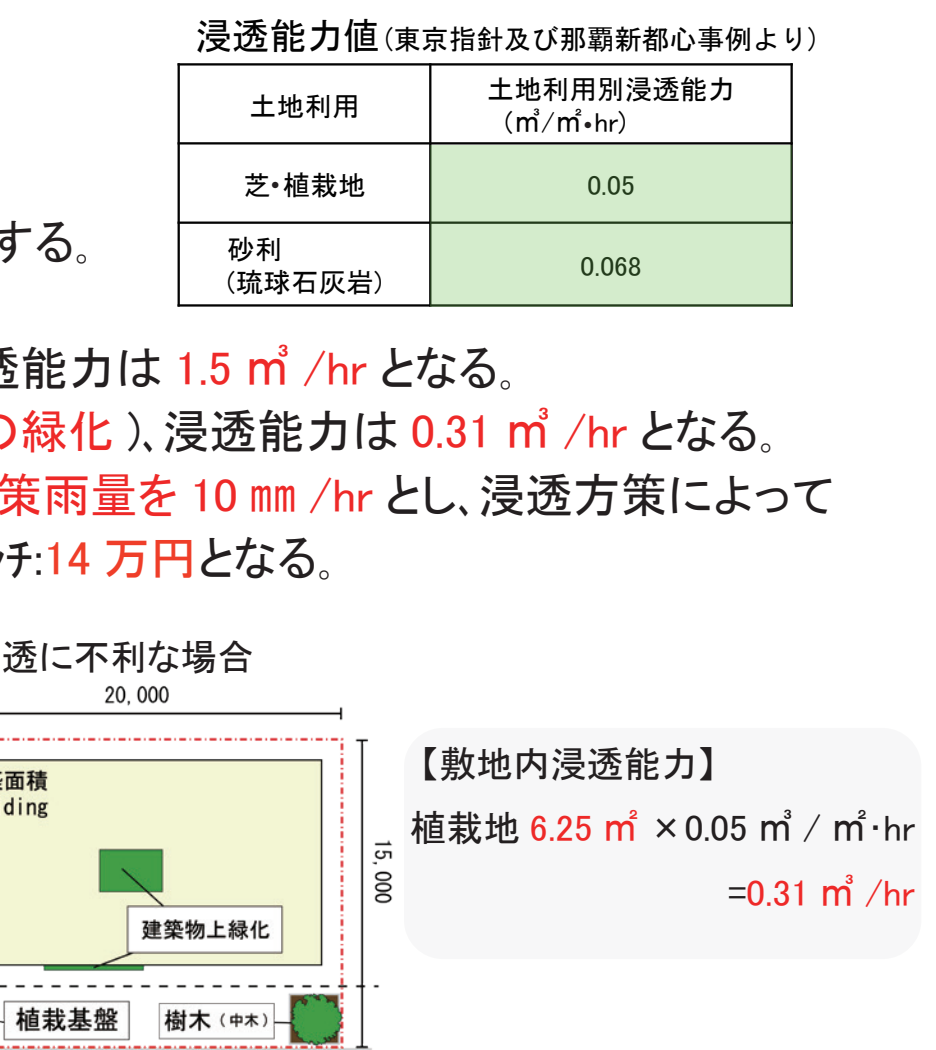 浸透能力値(東京指針及び那覇新都心事例より)
土地利用
土地利用別浸透能力
(㎥/㎡•hr)
芝・植栽地
0.05
砂利
(琉球石灰岩)
0.068
する。
透能力は 1.5 ㎥ /hr となる。
の緑化 )、浸透能力は 0.31 ㎥ /hr となる。
策雨量を 10 ㎜ /hr とし、浸透方策によって
ッチ:14 万円となる。
透に不利な場合
20,000
面積
ding
15,000
建築物上緑化
植栽基盤
樹木(中木)
【敷地内浸透能力】
植栽地 6.25 ㎡ ×0.05 ㎥ / ㎡・hr
=0.31 ㎥ /hr